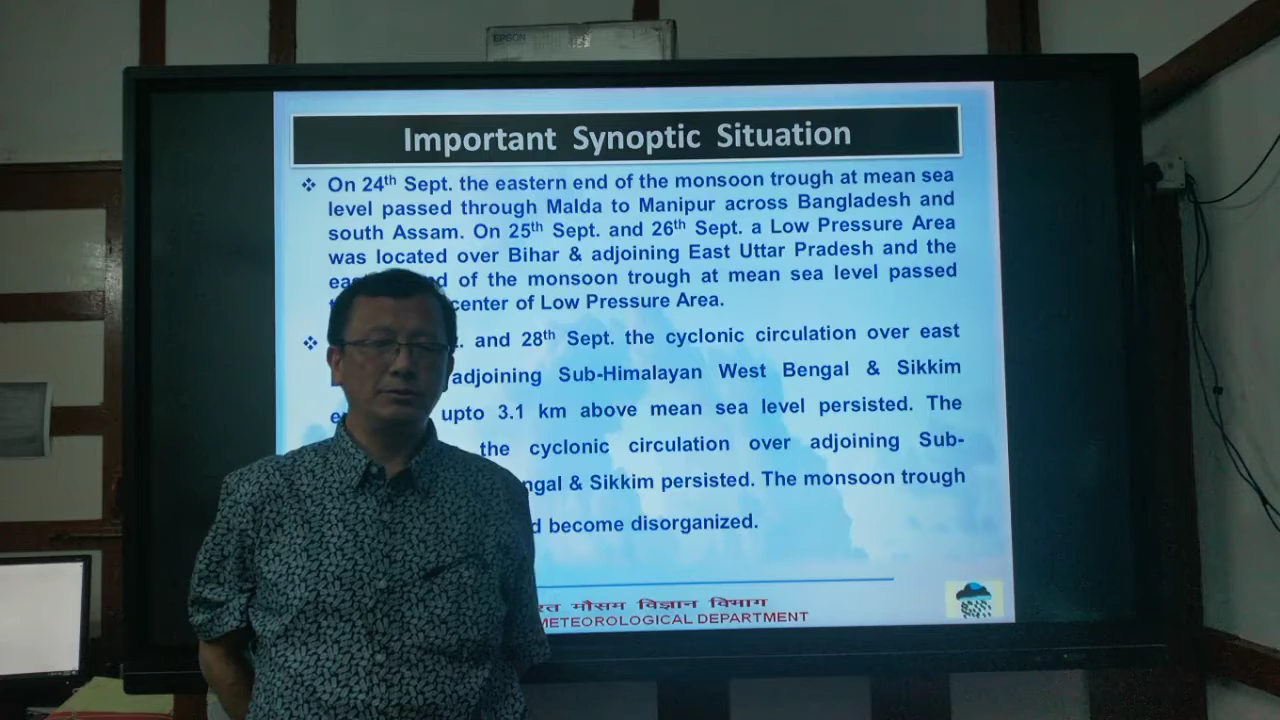 EPSON
Important Synoptic Situation
❖ On 24th Sept. the eastern end of the monsoon trough at mean sea
level passed through Malda to Manipur across Bangladesh and
south Assam. On 25th Sept. and 26th Sept. a Low Pressure Area
was located over Bihar & adjoining East Uttar Pradesh and the
of the monsoon trough at mean sea level passed
center of Low Pressure Area.
❖ and 28th Sept. the cyclonic circulation over east
adjoining Sub-Himalayan West Bengal & Sikkim
upto 3.1 km above mean sea level persisted. The
the cyclonic circulation over adjoining Sub-
& Sikkim persisted. The monsoon trough
become disorganized.
मौसम विज्ञान विभाग
METEOROLOGICAL DEPARTMENT